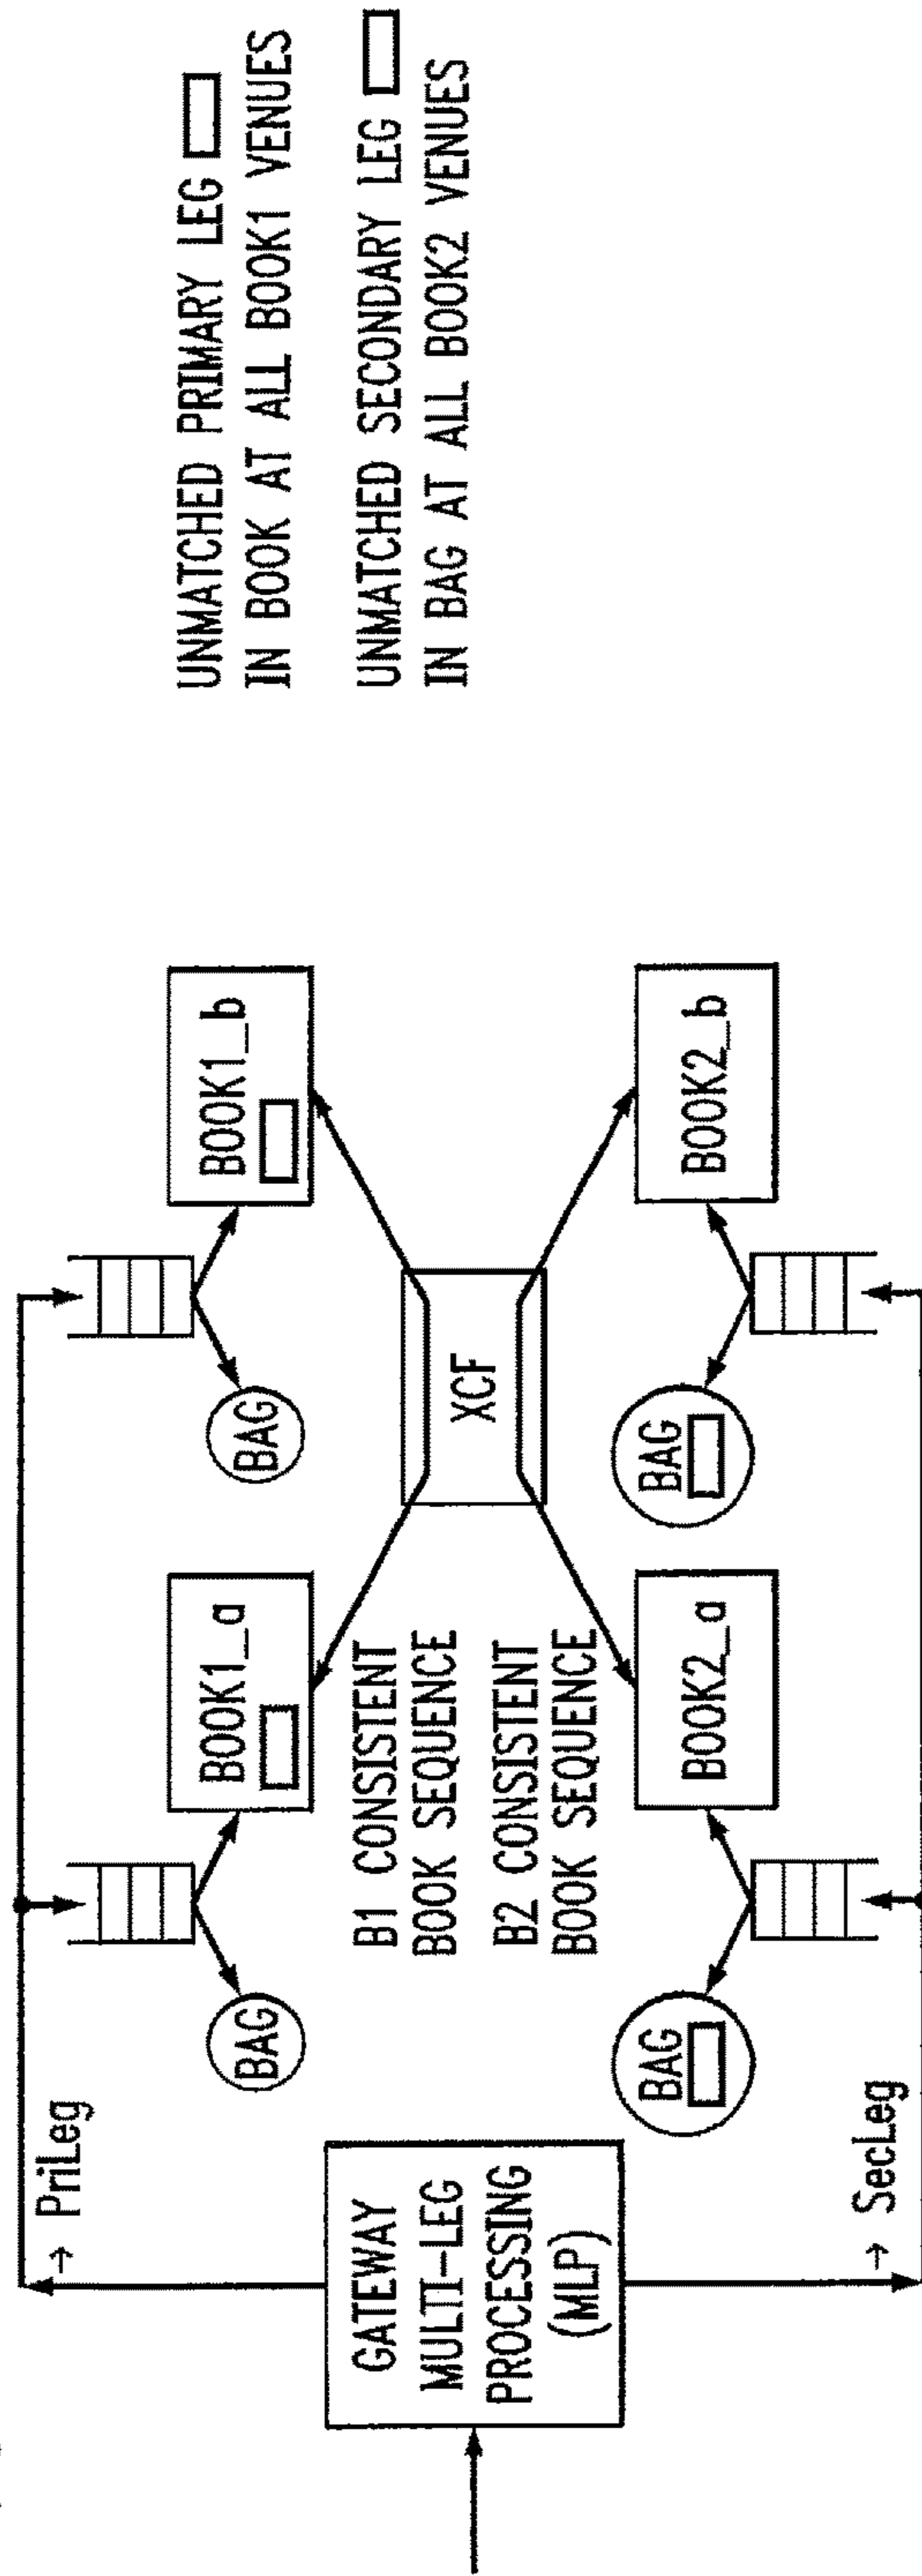 → PriLeg
GATEWAY
MULTI-LEG
PROCESSING
(MLP)
→ SecLeg
BAG
BOOK1_a
BAG
BOOK1_b
B1 CONSISTENT
BOOK SEQUENCE
B2 CONSISTENT
BOOK SEQUENCE
XCF
BAG
BOOK2_a
BAG
BOOK2_b
UNMATCHED PRIMARY LEG
IN BOOK AT ALL BOOK1 VENUES
UNMATCHED SECONDARY LEG
IN BAG AT ALL BOOK2 VENUES